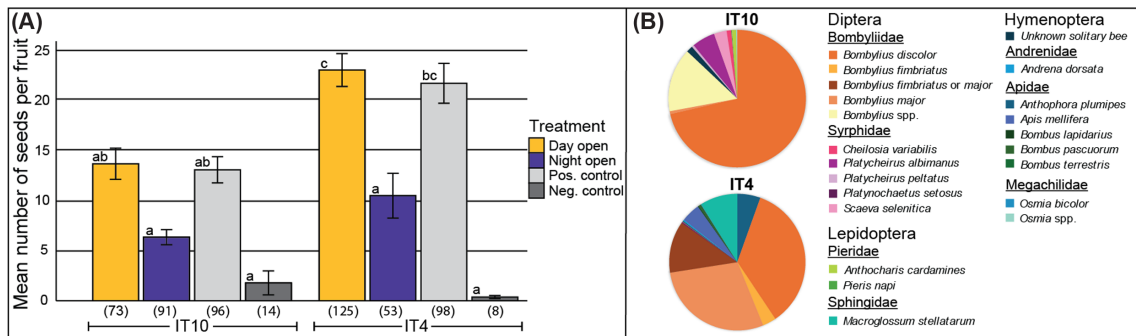 (A)
Mean number of seeds per fruit
25
20
15
10
5
0
ab
a
ab
a
c
a
bc
a
(73) (91) (96) (14) (125) (53) (98) (8)
IT10 IT4
Treatment
Day open
Night open
Pos. control
Neg. control
(B)
IT10
IT4
Diptera
Bombyliidae
Bombylius discolor
Bombylius fimbriatus
Bombylius fimbriatus or major
Bombylius major
Bombylius spp.
Syrphidae
Cheilosia variabilis
Platycheirus albimanus
Platycheirus peltatus
Platynochaetus setosus
Scaeva selenitica
Lepidoptera
Pieridae
Anthocharis cardamines
Pieris napi
Sphingidae
Macroglossum stellatarum
Hymenoptera
Unknown solitary bee
Andrenidae
Andrena dorsata
Apidae
Anthophora plumipes
Apis mellifera
Bombus lapidarius
Bombus pascuorum
Bombus terrestris
Megachilidae
Osmia bicolor
Osmia spp.